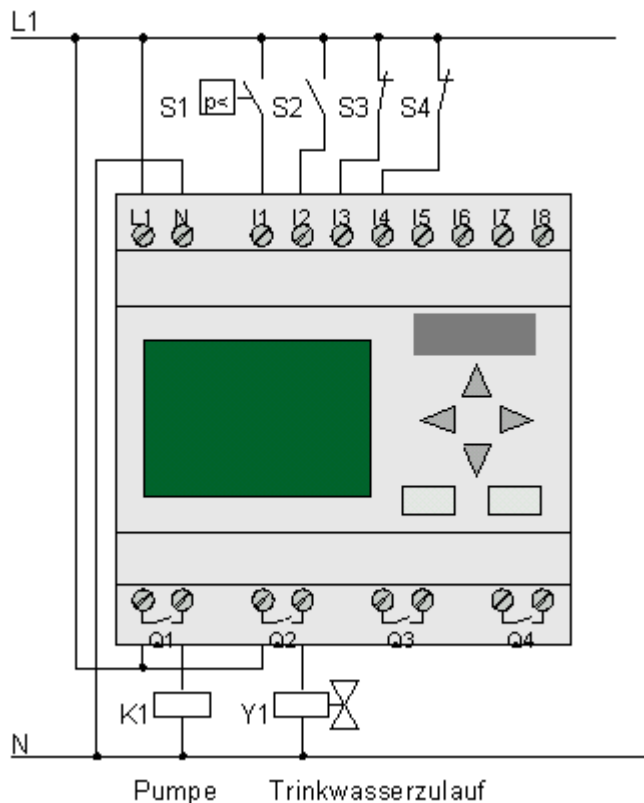 L1
S1 p< S2 S3 S4
L1 N I1 I2 I3 I4 I5 I6 I7 I8
Q1 Q2 Q3 Q4
K1 Y1
N
Pumpe Trinkwasserzulauf